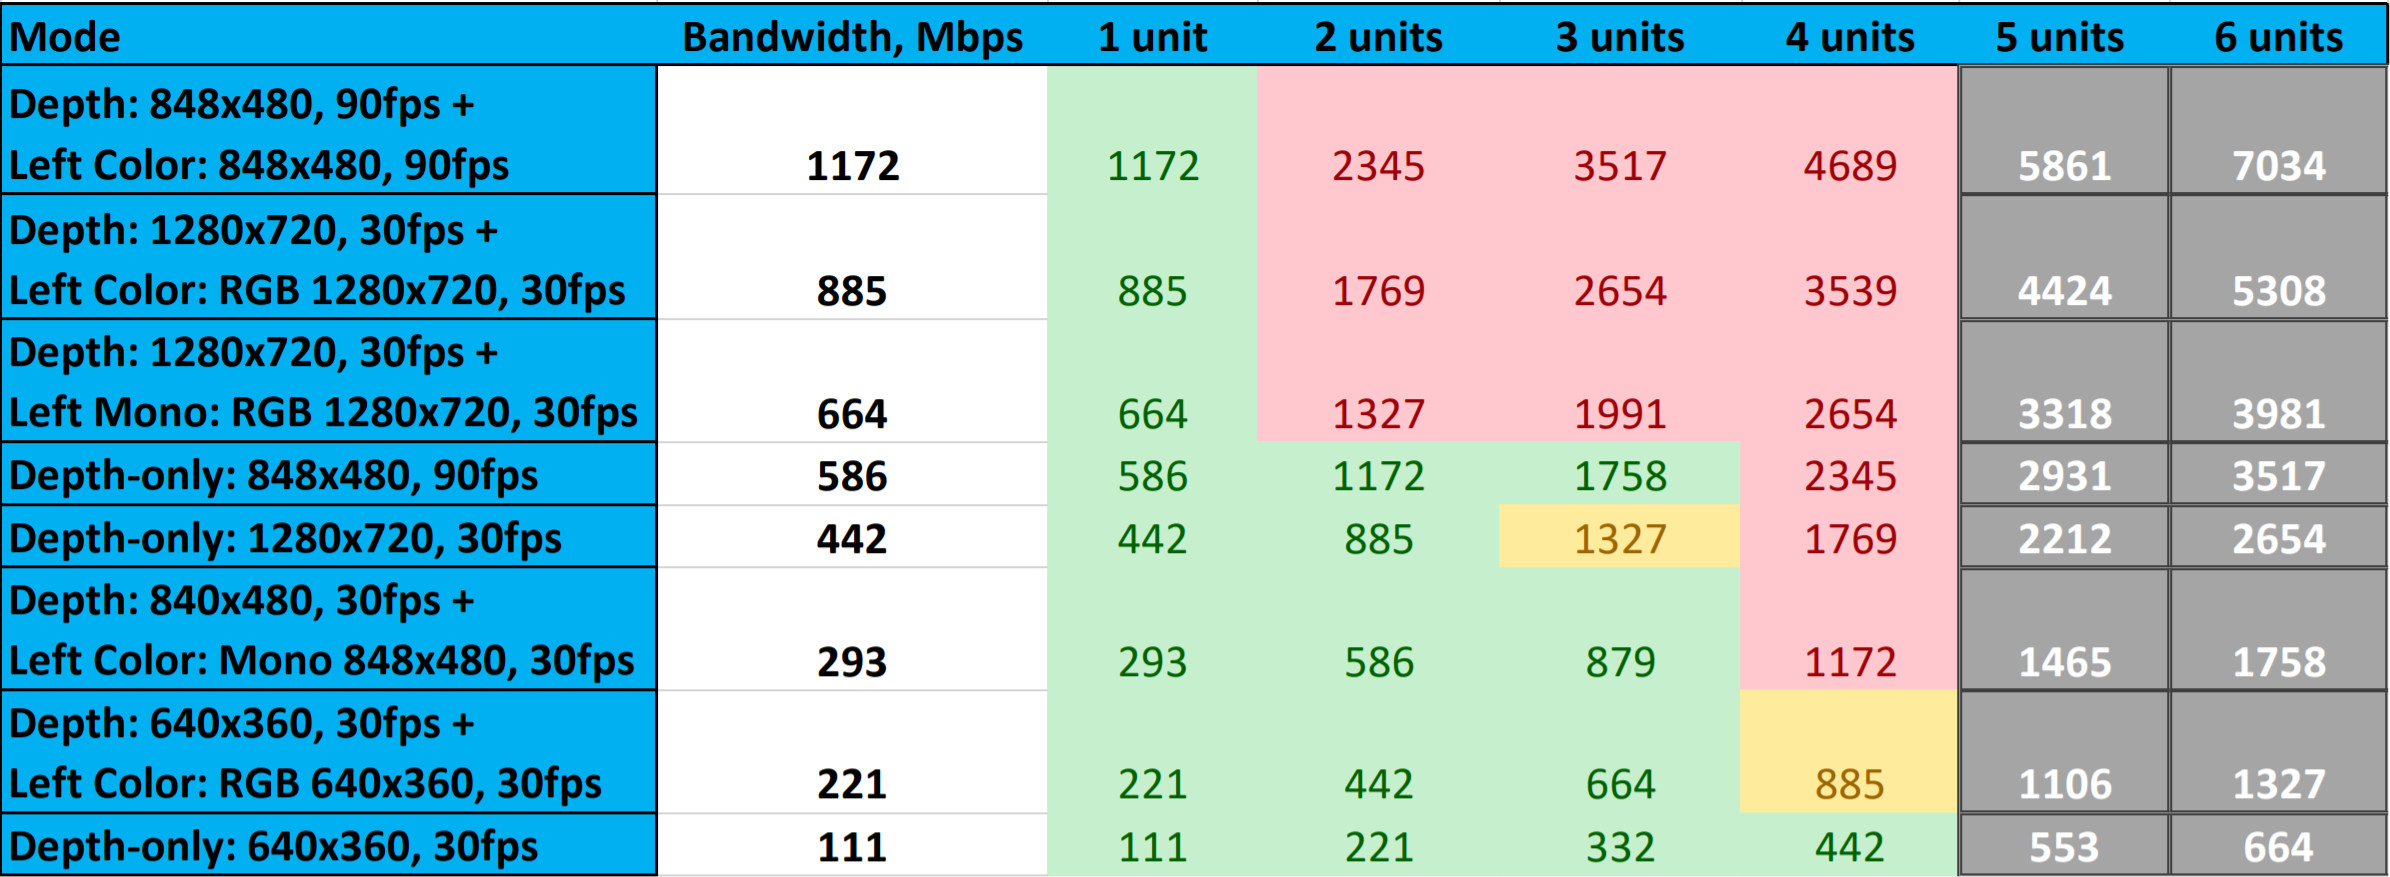 Mode Bandwidth, Mbps 1 unit 2 units 3 units 4 units 5 units 6 units
Depth: 848x480, 90fps +
Left Color: 848x480, 90fps 1172 1172 2345 3517 4689 5861 7034
Depth: 1280x720, 30fps +
Left Color: RGB 1280x720, 30fps 885 885 1769 2654 3539 4424 5308
Depth: 1280x720, 30fps +
Left Mono: RGB 1280x720, 30fps 664 664 1327 1991 2654 3318 3981
Depth-only: 848x480, 90fps 586 586 1172 1758 2345 2931 3517
Depth-only: 1280x720, 30fps 442 442 885 1327 1769 2212 2654
Depth: 840x480, 30fps +
Left Color: Mono 848x480, 30fps 293 293 586 879 1172 1465 1758
Depth: 640x360, 30fps +
Left Color: RGB 640x360, 30fps 221 221 442 664 885 1106 1327
Depth-only: 640x360, 30fps 111 111 221 332 442 553 664